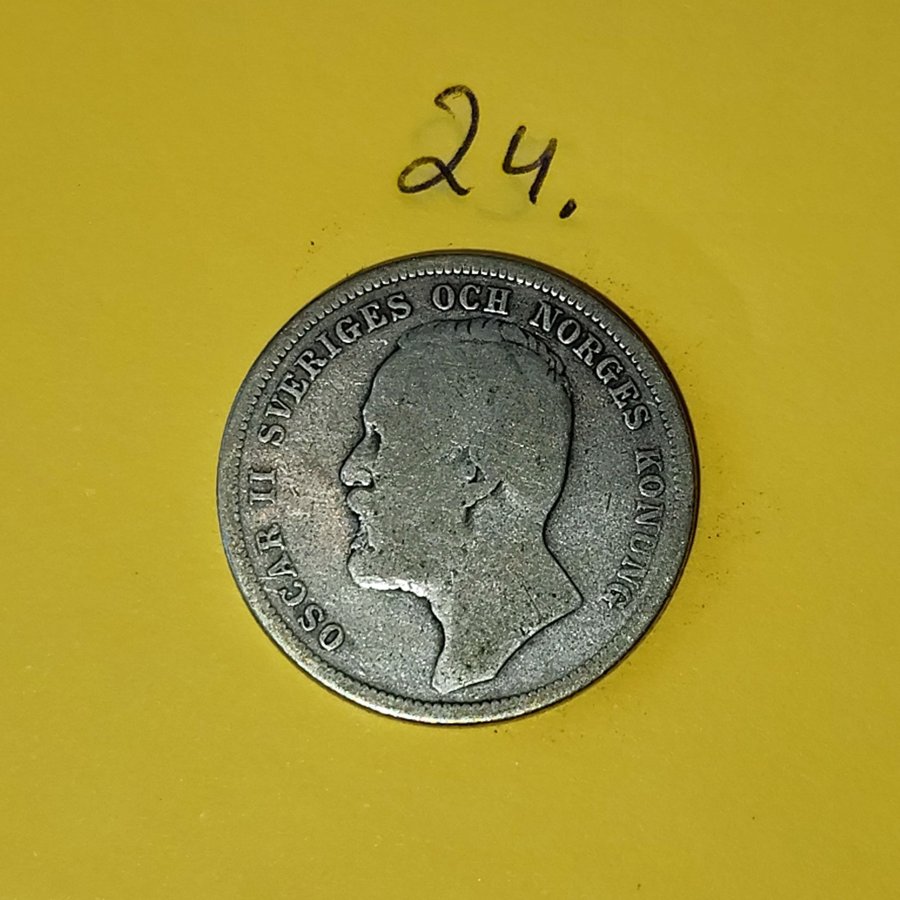 24.
OSCAR II SVERIGES OCH NORGES KONUNG